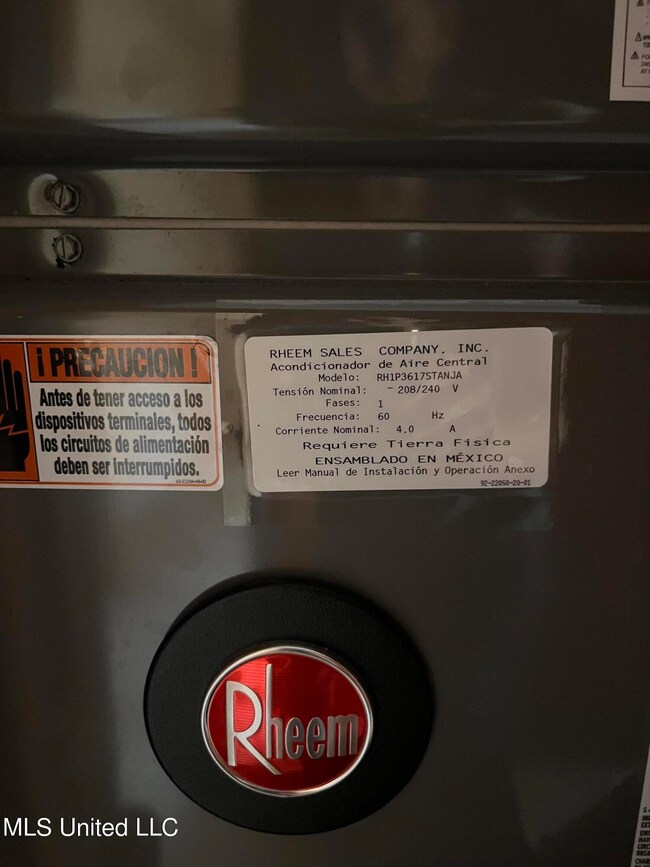 ¡PRECAUCION!
Antes de tener acceso a los
dispositivos terminales, todos
los circuitos de alimentación
deben ser interrumpidos.
RHEEM SALES COMPANY, INC.
Acondicionador de Aire Central
Modelo: RH1P3617STANJA
Tensión Nominal: ~ 208/240 V
Fases: 1
Frecuencia: 60 Hz
Corriente Nominal: 4.0 A
Requiere Tierra Fisica
ENSAMBLADO EN MÉXICO
Leer Manual de Instalación y Operación Anexo
92-22050-20-01
Rheem
MLS United LLC